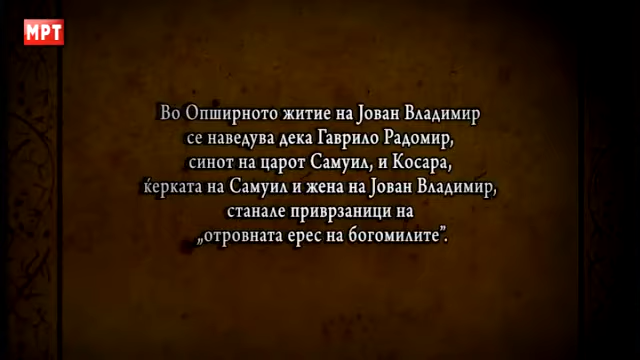 МРТ
Во Опширното житие на Јован Владимир
се наведува дека Гаврило Радомир,
синот на царот Самуил, и Косара,
ќерката на Самуил и жена на Јован Владимир,
станале приврзаници на
„отровната ерес на богомилите”.